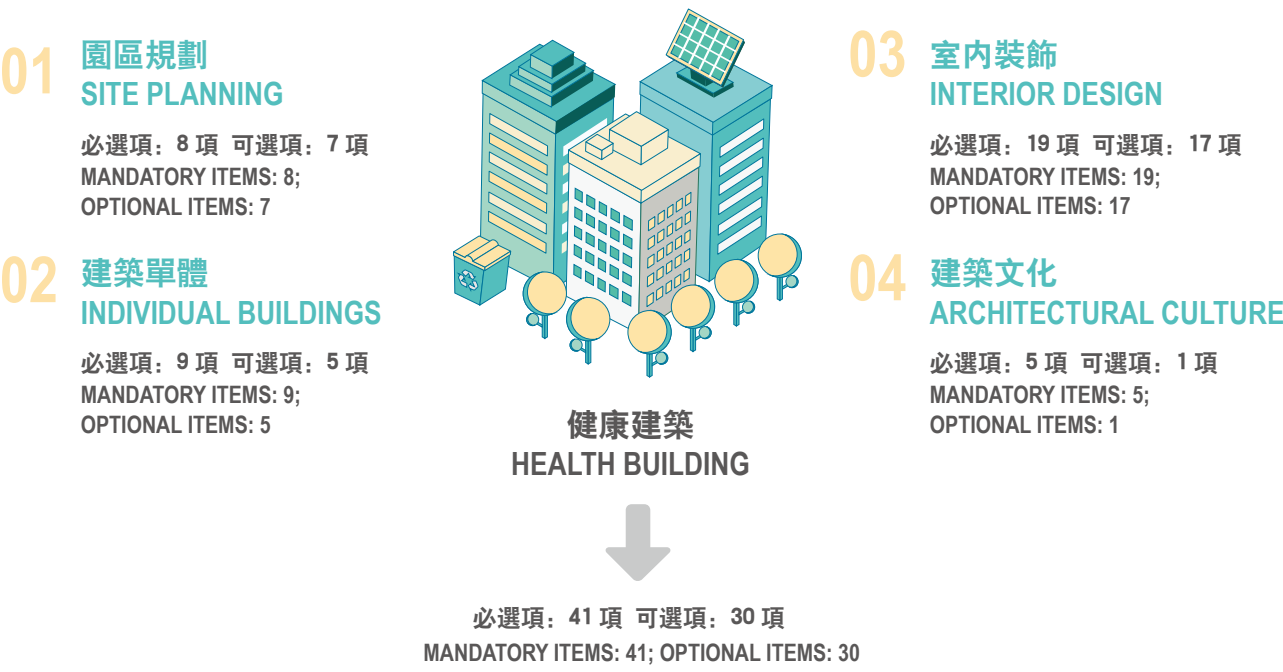 01
園區規劃
SITE PLANNING
必選項：8 項 可選項：7 項
MANDATORY ITEMS: 8;
OPTIONAL ITEMS: 7
02
建築單體
INDIVIDUAL BUILDINGS
必選項：9 項 可選項：5 項
MANDATORY ITEMS: 9;
OPTIONAL ITEMS: 5
03
室内裝飾
INTERIOR DESIGN
必選項：19 項 可選項：17 項
MANDATORY ITEMS: 19;
OPTIONAL ITEMS: 17
04
建築文化
ARCHITECTURAL CULTURE
必選項：5 項 可選項：1 項
MANDATORY ITEMS: 5;
OPTIONAL ITEMS: 1
健康建築
HEALTH BUILDING
必選項：41 項 可選項：30 項
MANDATORY ITEMS: 41; OPTIONAL ITEMS: 30